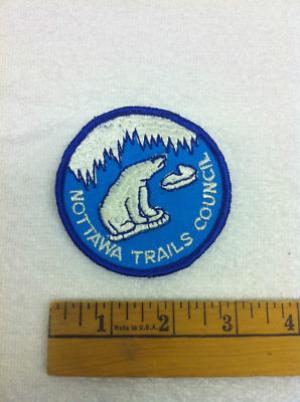 NOTTAWA TRAILS COUNCIL
1 2 3 4
Made in U.S.A.